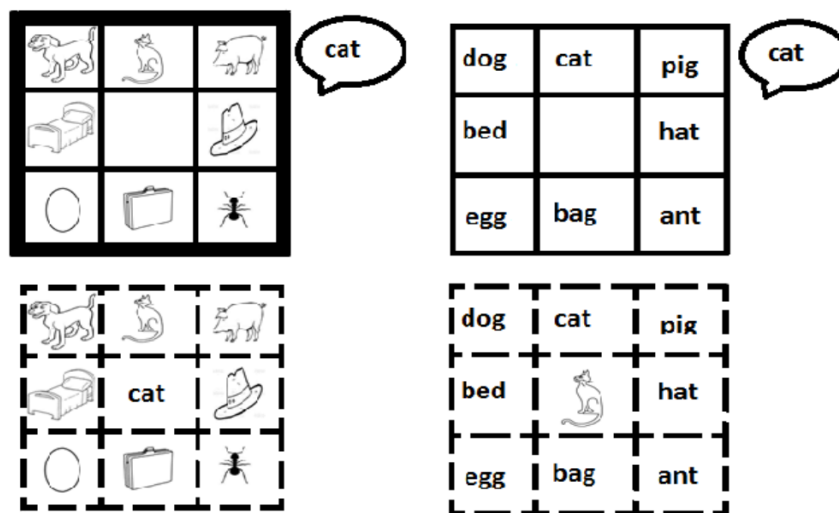 cat
dog cat pig cat
bed hat
egg bag ant
dog cat pig
cat
bed hat
egg bag ant